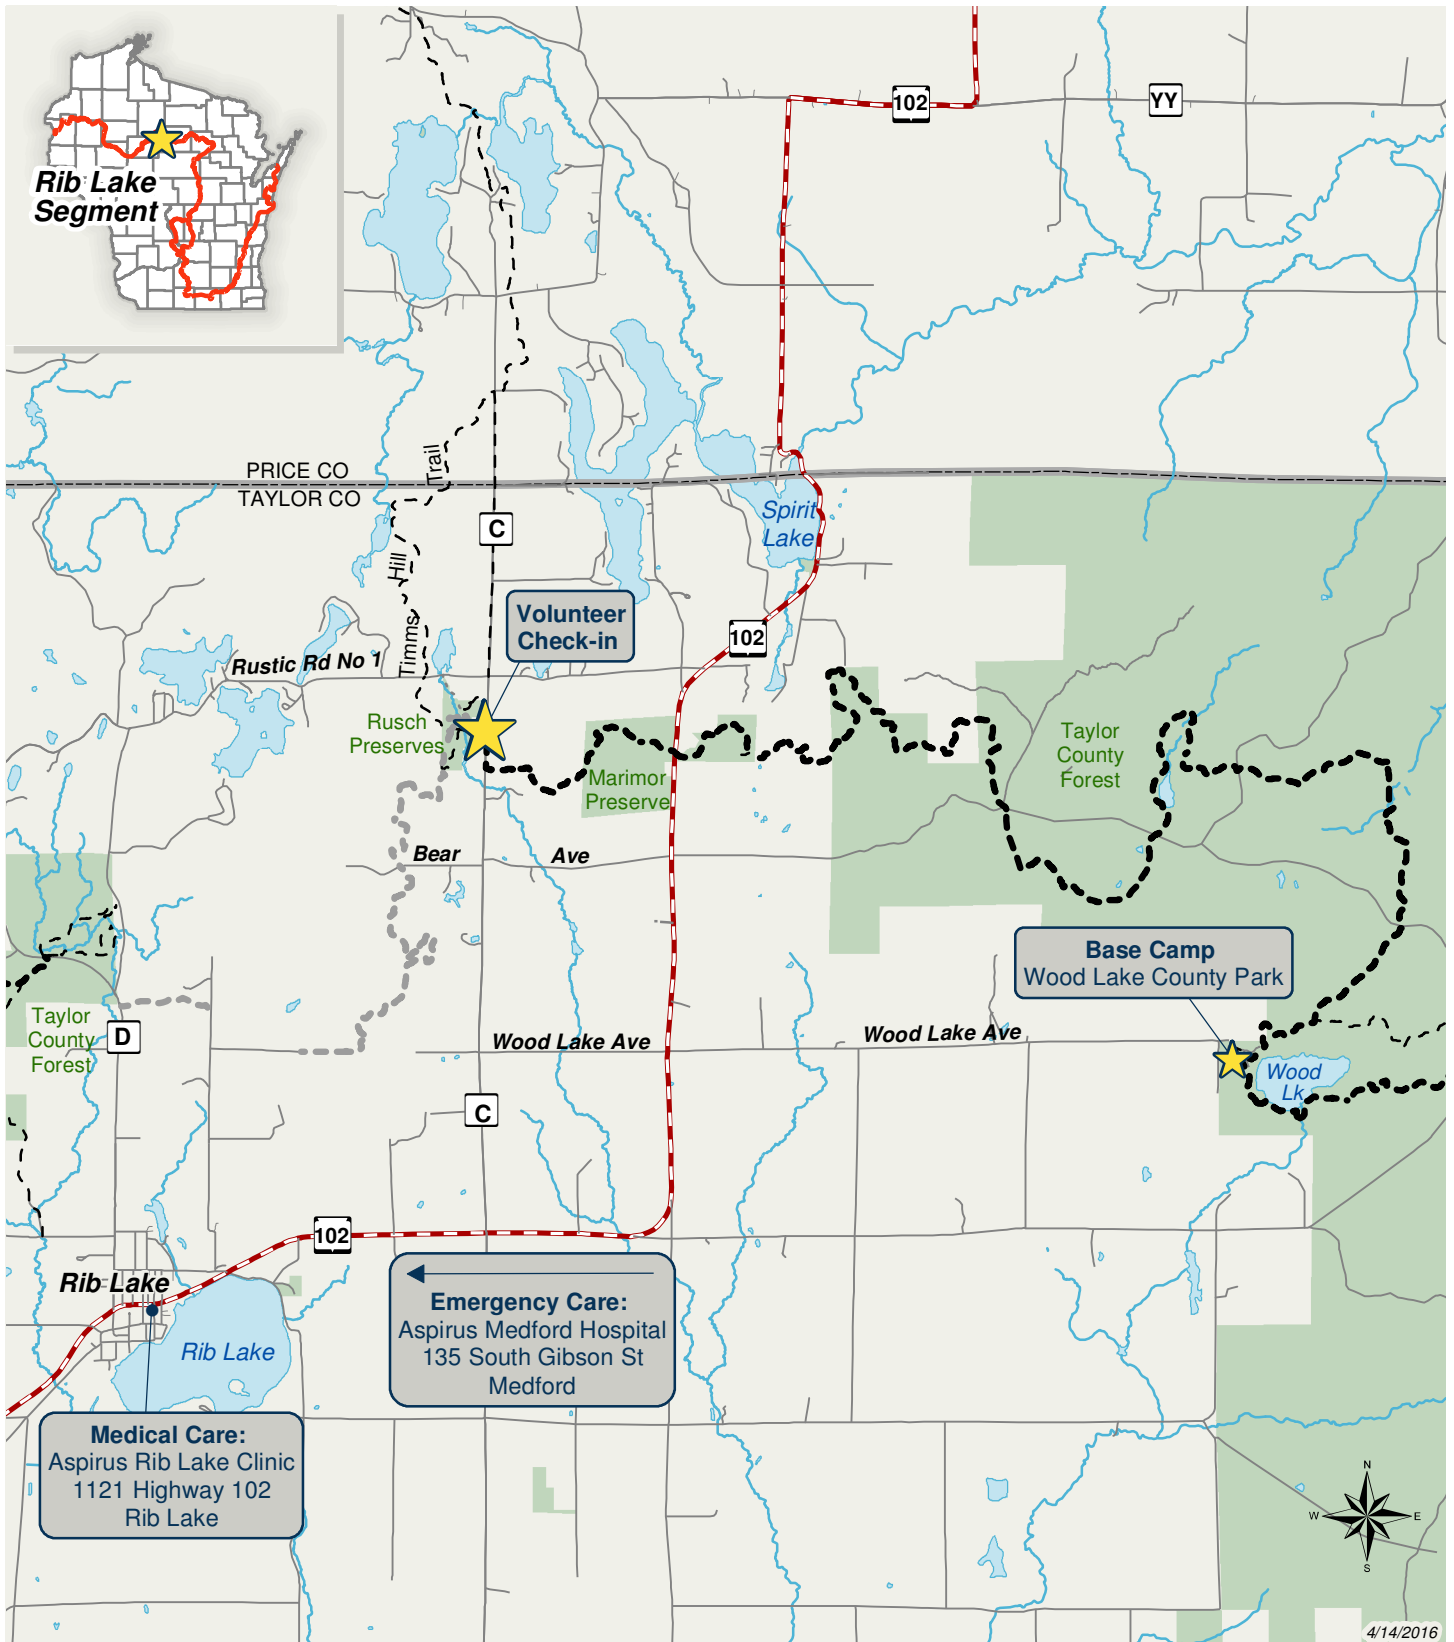 Rib Lake
Segment
102
YY
PRICE CO
TAYLOR CO
Trail
Hill
Timms
C
Spirit
Lake
Volunteer
Check-in
102
Rustic Rd No 1
Rusch
Preserves
Marimor
Preserve
Taylor
County
Forest
Bear Ave
Base Camp
Wood Lake County Park
Taylor
County
Forest
D
Wood Lake Ave
Wood Lake Ave
Wood
Lk
C
102
Rib Lake
Rib Lake
Emergency Care:
Aspirus Medford Hospital
135 South Gibson St
Medford
Medical Care:
Aspirus Rib Lake Clinic
1121 Highway 102
Rib Lake
N
W
E
S
4/14/2016